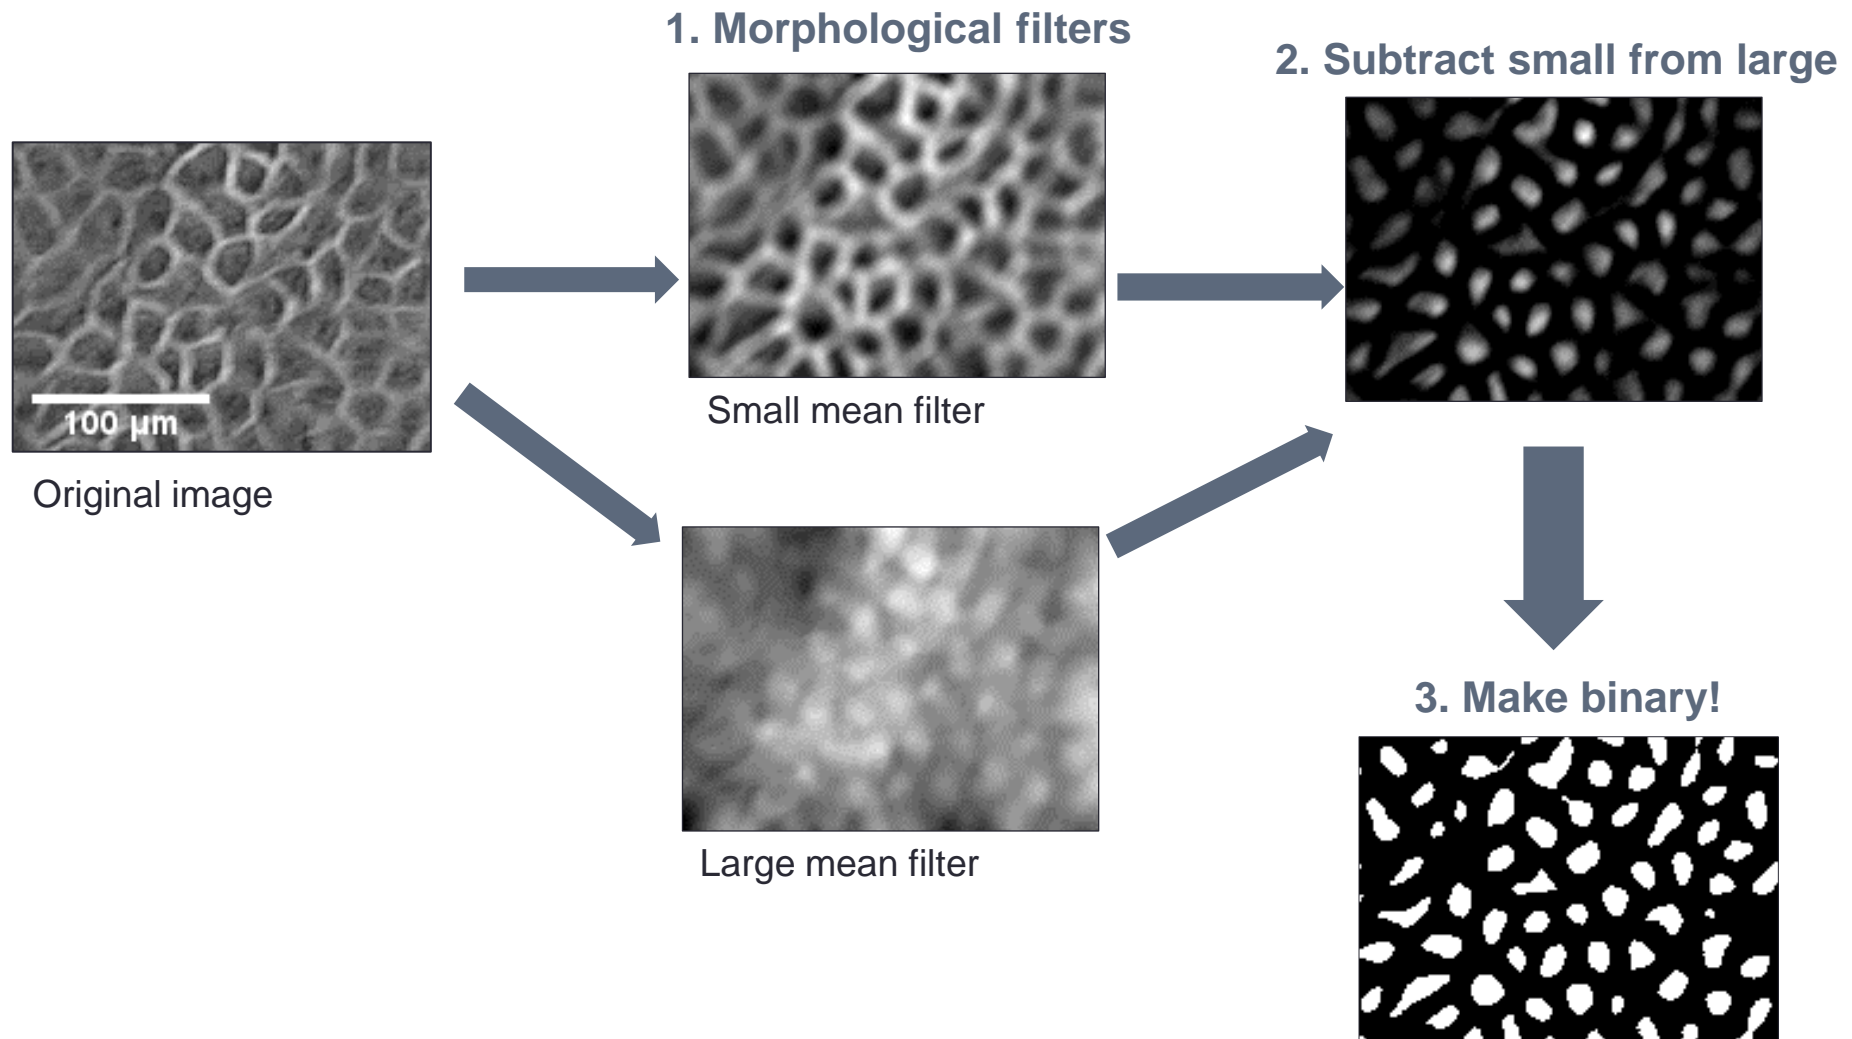 1. Morphological filters
2. Subtract small from large
100 µm
Original image
Small mean filter
Large mean filter
3. Make binary!